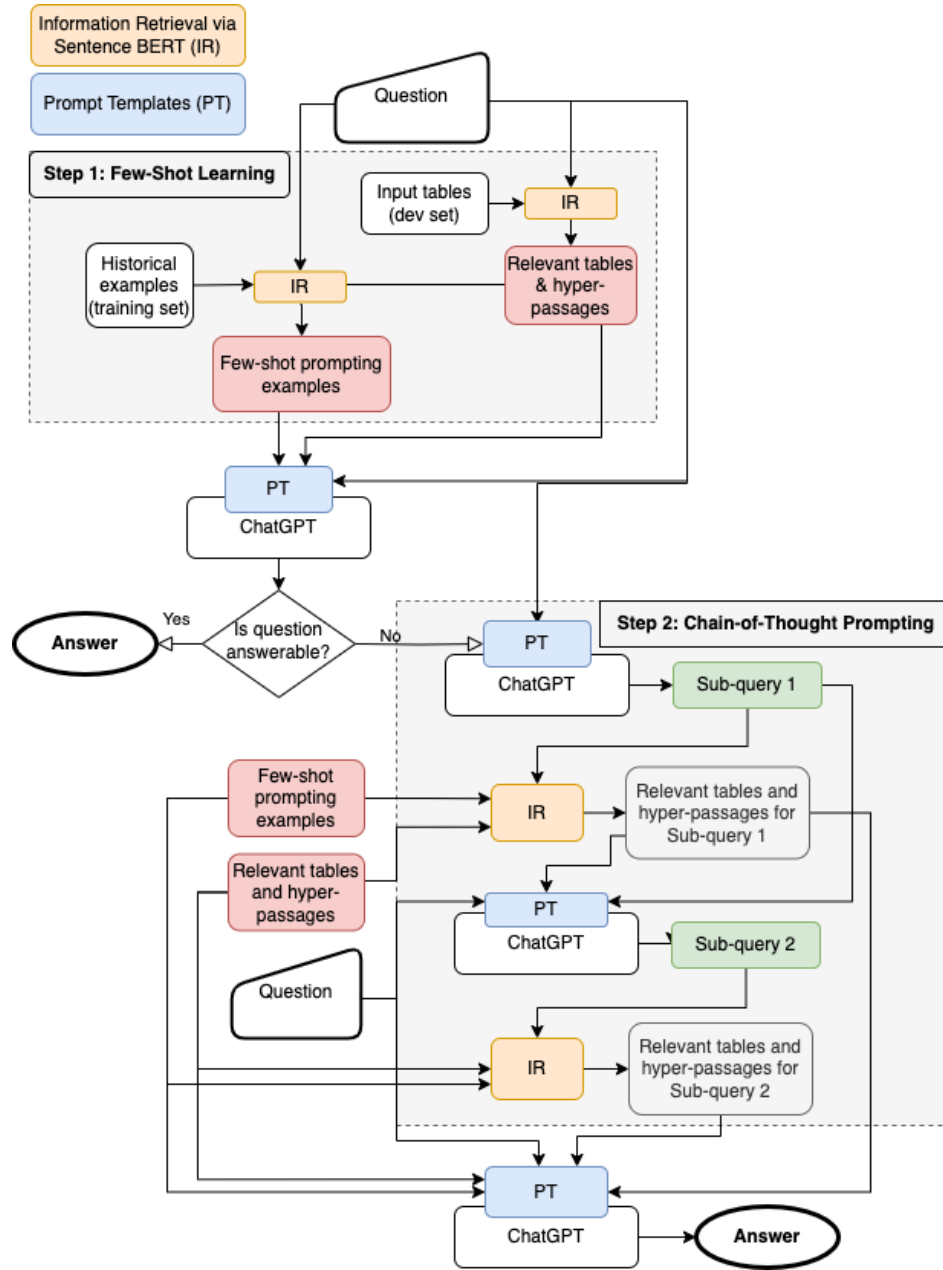 Information Retrieval via
Sentence BERT (IR)
Prompt Templates (PT)
Question
Step 1: Few-Shot Learning
Input tables
(dev set)
IR
Historical
examples
(training set)
IR
Relevant tables
& hyper-
passages
Few-shot prompting
examples
PT
ChatGPT
Yes
Answer
Is question
answerable?
No
Step 2: Chain-of-Thought Prompting
PT
ChatGPT
Sub-query 1
Few-shot
prompting
examples
IR
Relevant tables and
hyper-passages for
Sub-query 1
Relevant tables
and hyper-
passages
PT
ChatGPT
Sub-query 2
Question
IR
Relevant tables and
hyper-passages for
Sub-query 2
PT
ChatGPT
Answer